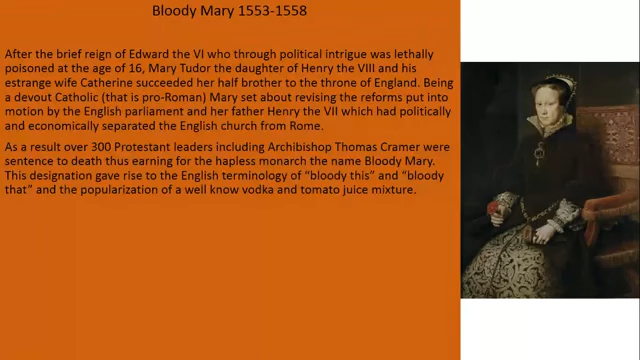 Bloody Mary 1553-1558
After the brief reign of Edward the VI who through political intrigue was lethally
poisoned at the age of 16, Mary Tudor the daughter of Henry the VIII and his
estrange wife Catherine succeeded her half brother to the throne of England. Being
a devout Catholic (that is pro-Roman) Mary set about revising the reforms put into
motion by the English parliament and her father Henry the VII which had politically
and economically separated the English church from Rome.
As a result over 300 Protestant leaders including Archibishop Thomas Cramer were
sentence to death thus earning for the hapless monarch the name Bloody Mary.
This designation gave rise to the English terminology of “bloody this” and “bloody
that” and the popularization of a well know vodka and tomato juice mixture.